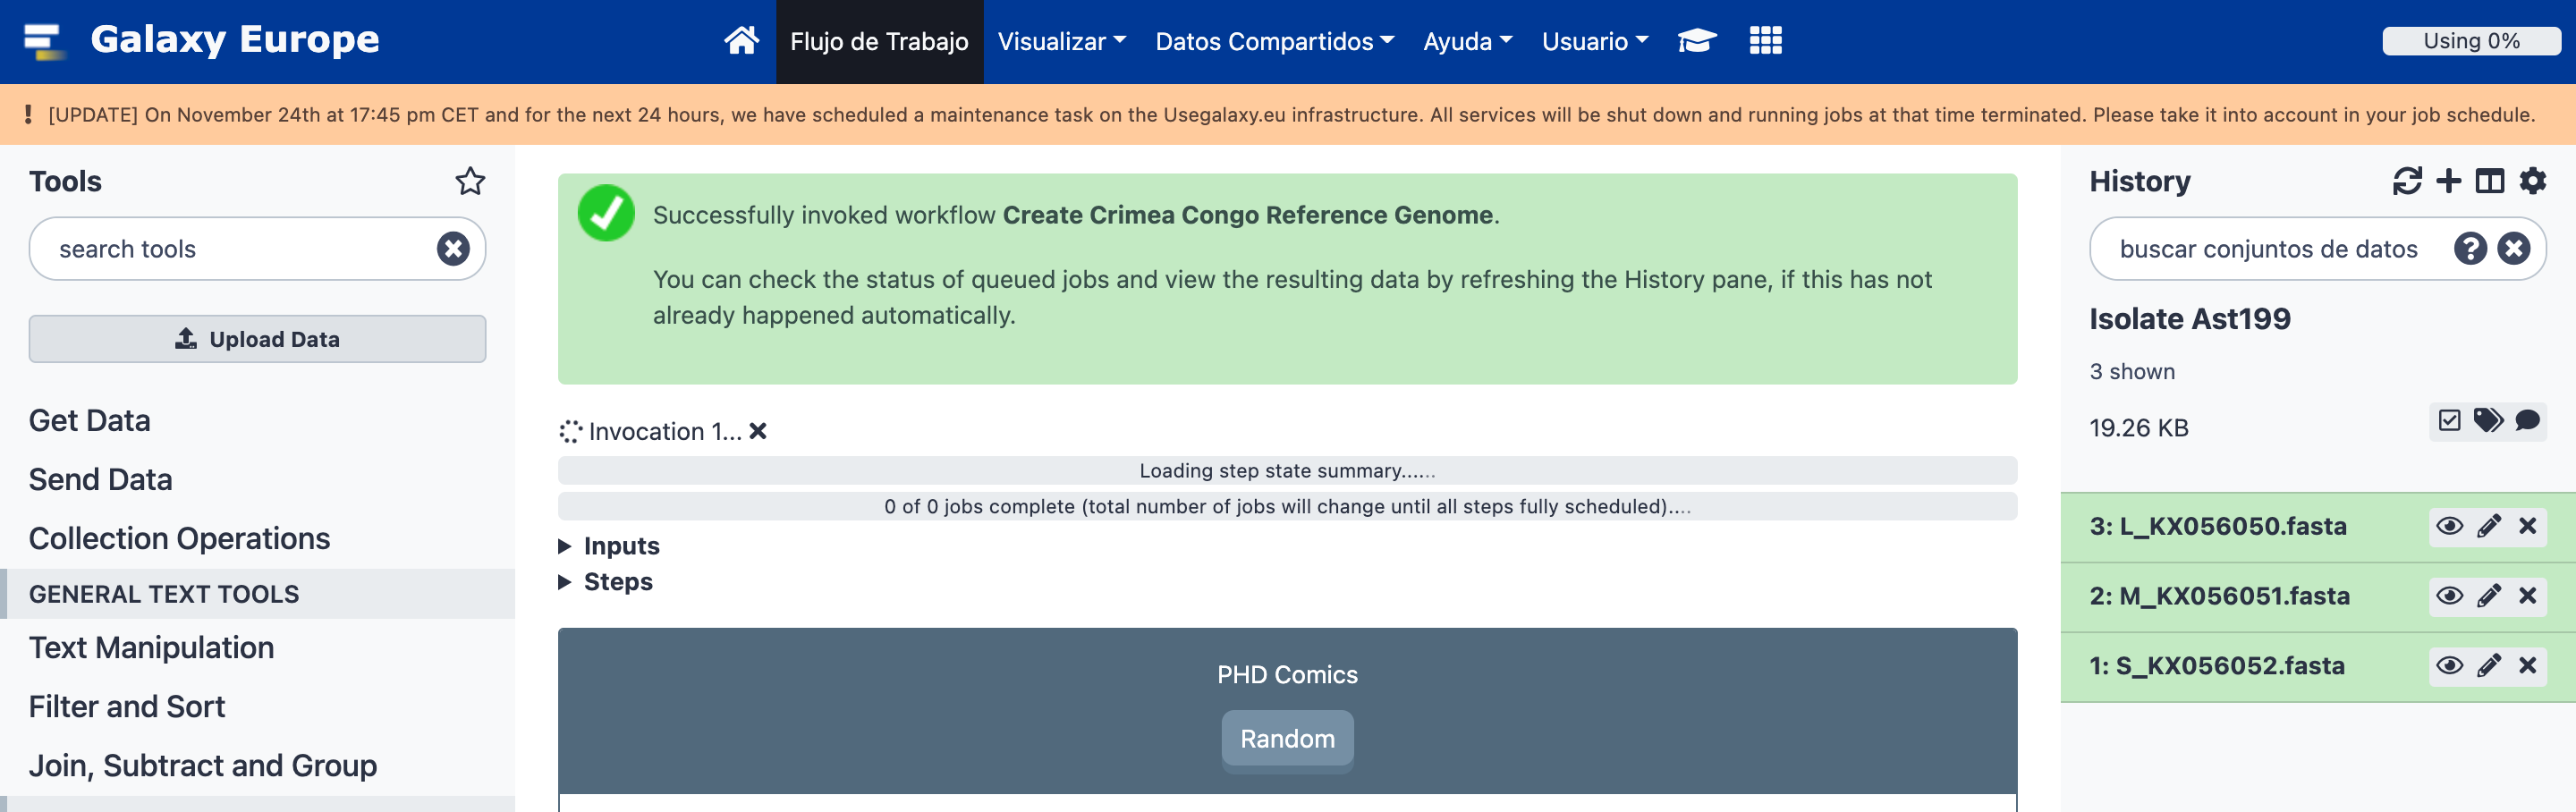 Galaxy Europe
Flujo de Trabajo
Visualizar
Datos Compartidos
Ayuda
Usuario
Using 0%
[UPDATE] On November 24th at 17:45 pm CET and for the next 24 hours, we have scheduled a maintenance task on the Usegalaxy.eu infrastructure. All services will be shut down and running jobs at that time terminated. Please take it into account in your job schedule.
Tools
search tools
Upload Data
Get Data
Send Data
Collection Operations
GENERAL TEXT TOOLS
Text Manipulation
Filter and Sort
Join, Subtract and Group
Successfully invoked workflow Create Crimea Congo Reference Genome.
You can check the status of queued jobs and view the resulting data by refreshing the History pane, if this has not
already happened automatically.
Invocation 1...
Loading step state summary......
0 of 0 jobs complete (total number of jobs will change until all steps fully scheduled).....
Inputs
Steps
PHD Comics
Random
History
buscar conjuntos de datos
Isolate Ast199
3 shown
19.26 KB
3: L_KX056050.fasta
2: M_KX056051.fasta
1: S_KX056052.fasta